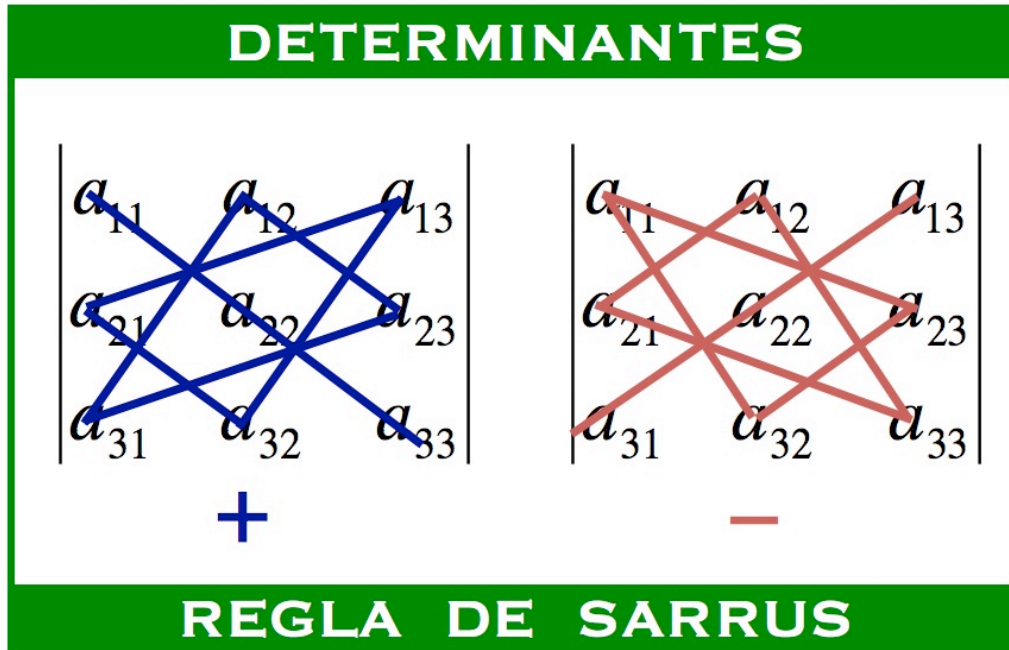 DETERMINANTES
a11 a12 a13 a11 a12 a13
a21 a22 a23 a21 a22 a23
a31 a32 a33 a31 a32 a33
+ −
REGLA DE SARRUS